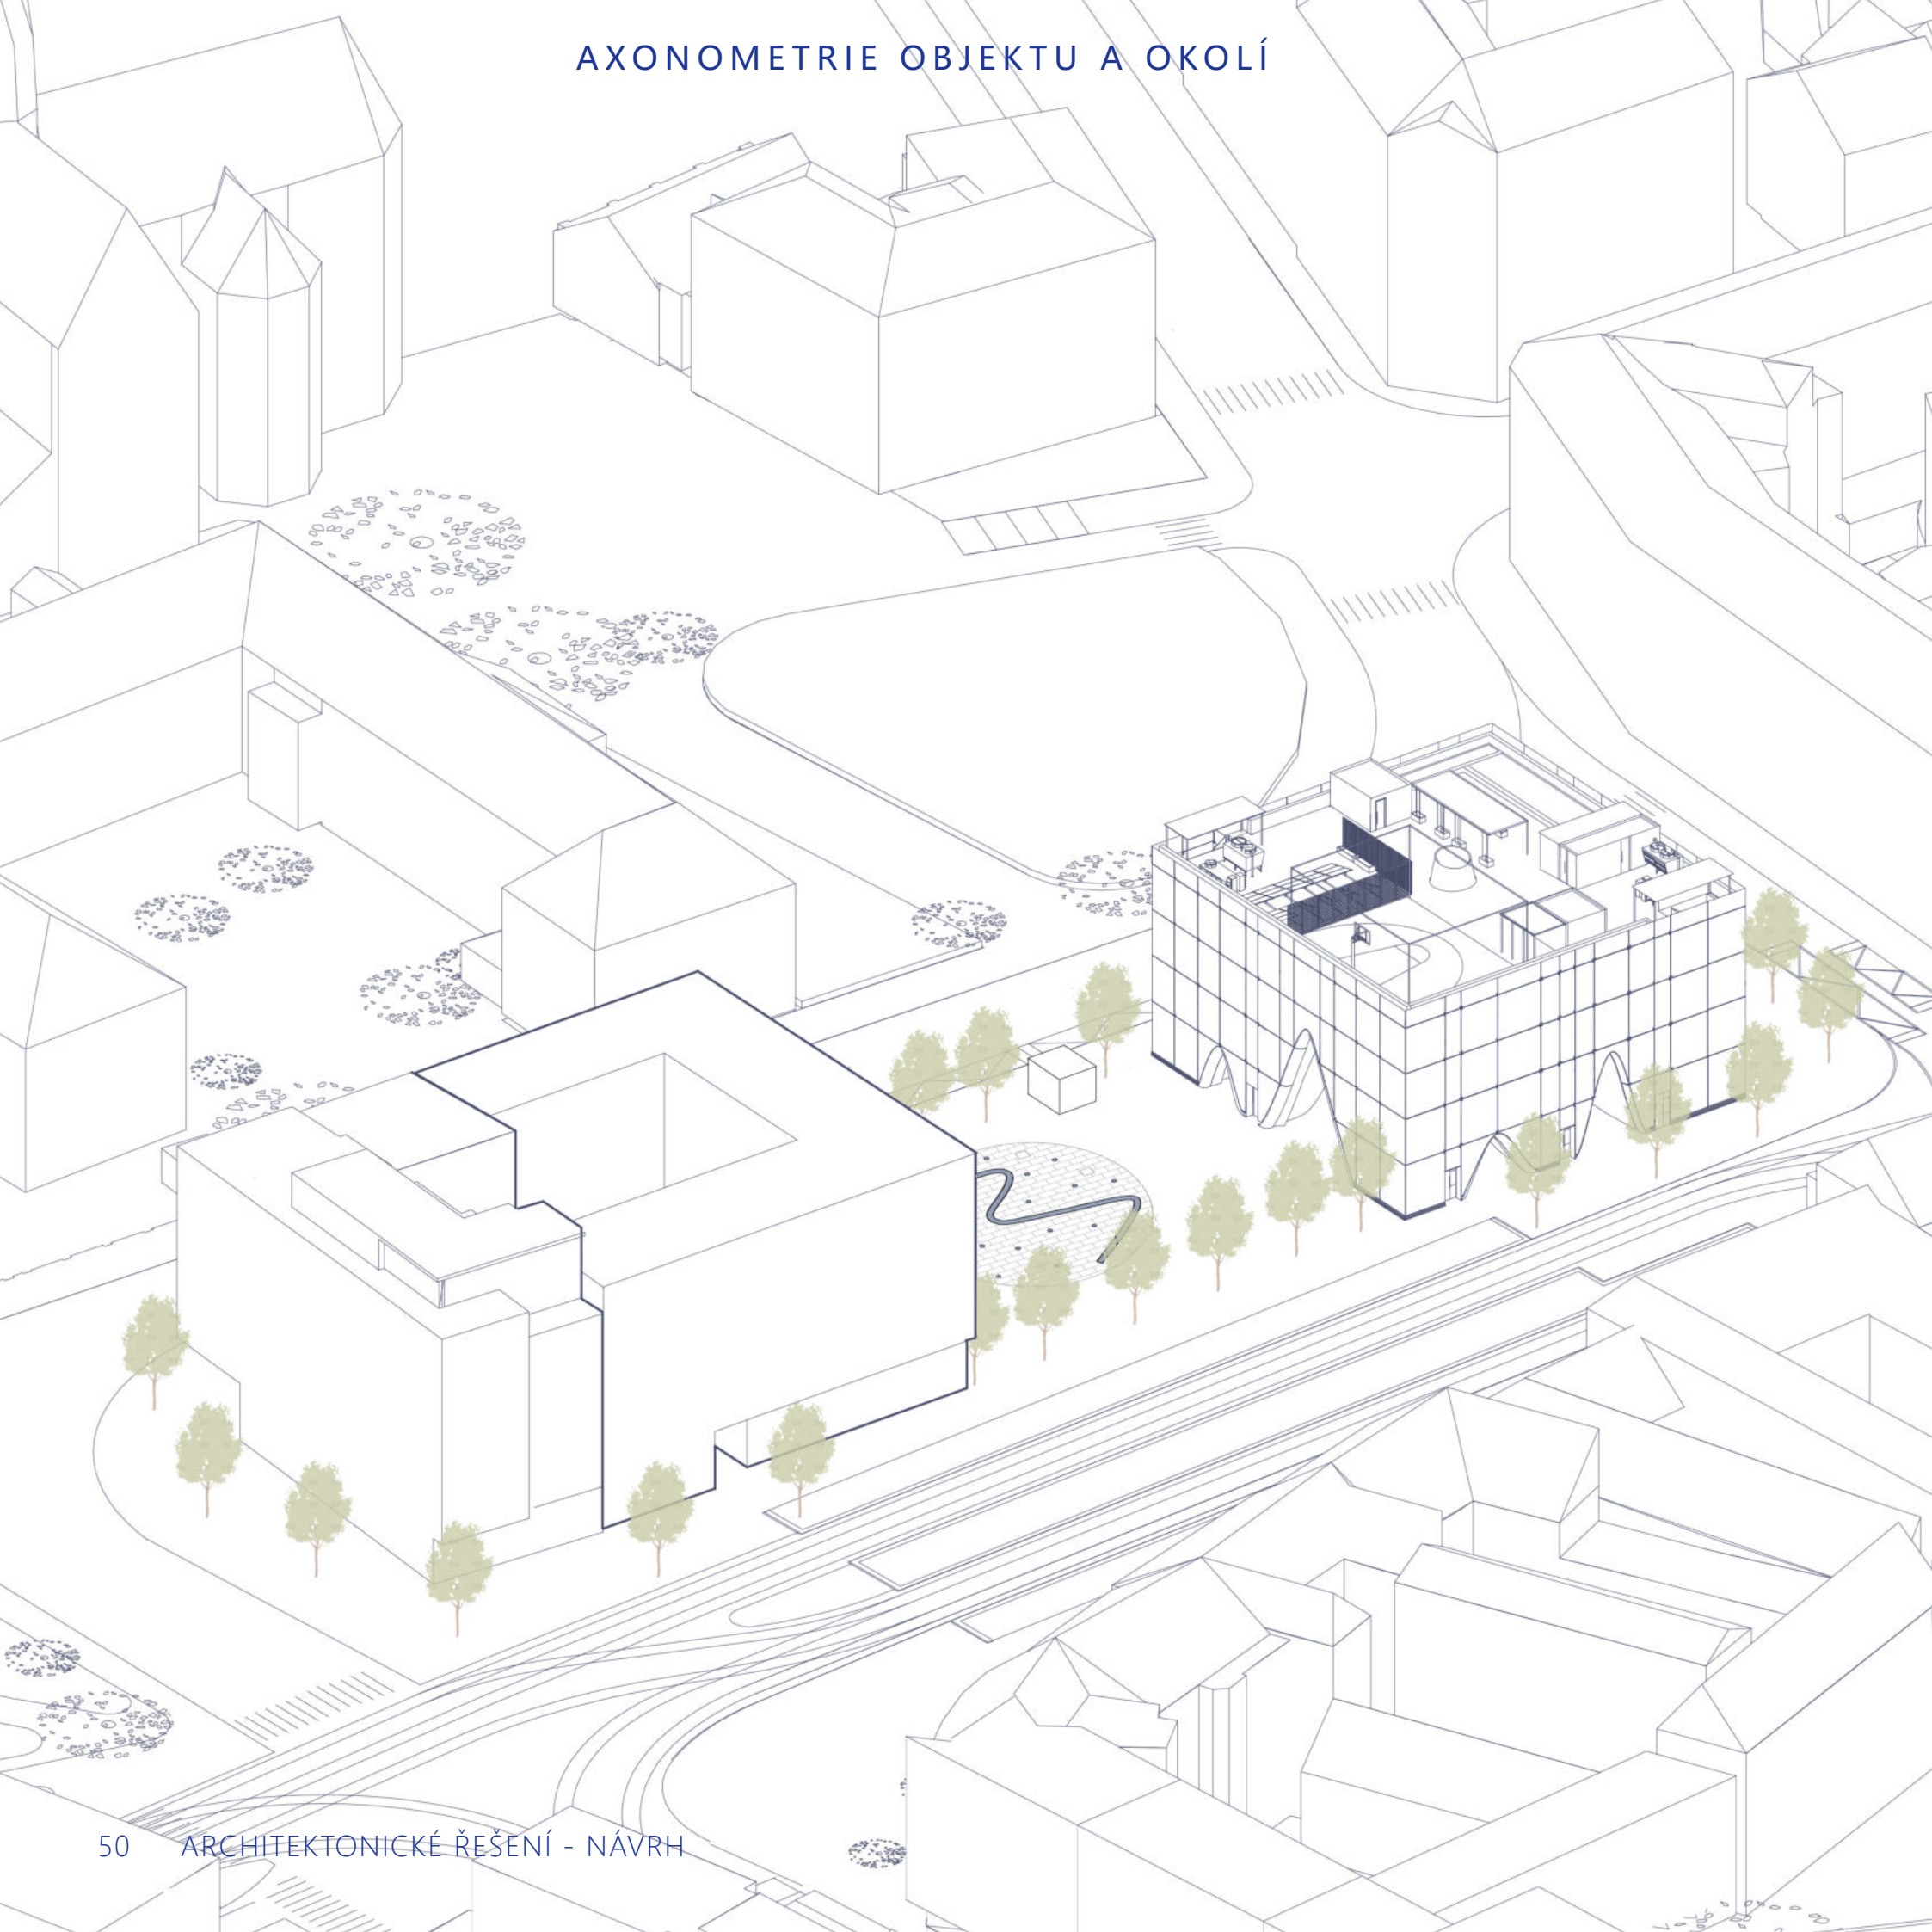 AXONOMETRIE OBJEKTU A OKOLÍ
50 ARCHITEKTONICKÉ ŘEŠENÍ - NÁVRH